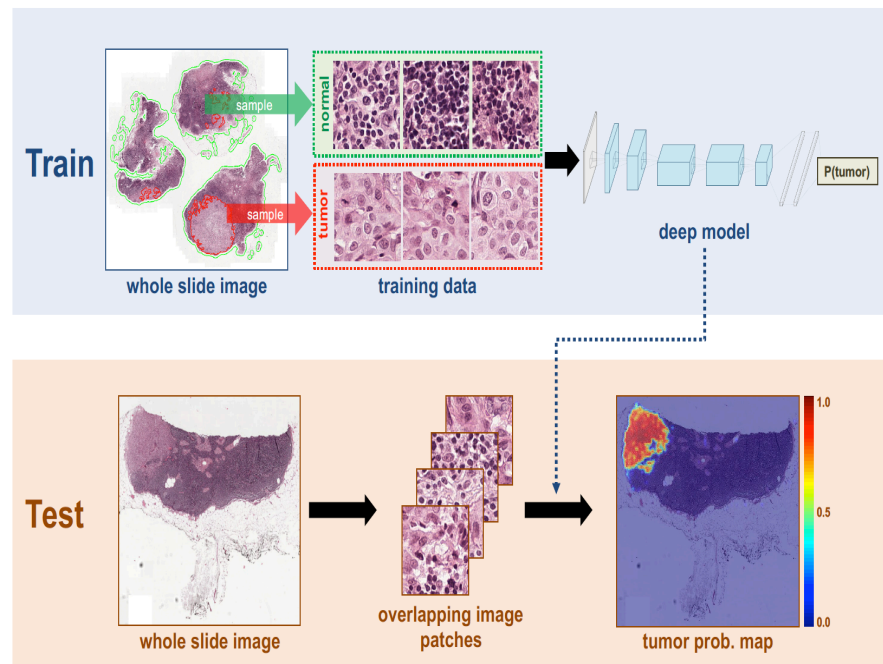 Train
sample
sample
normal
tumor
P(tumor)
deep model
whole slide image
training data
Test
1.0
0.5
0.0
whole slide image
overlapping image
patches
tumor prob. map